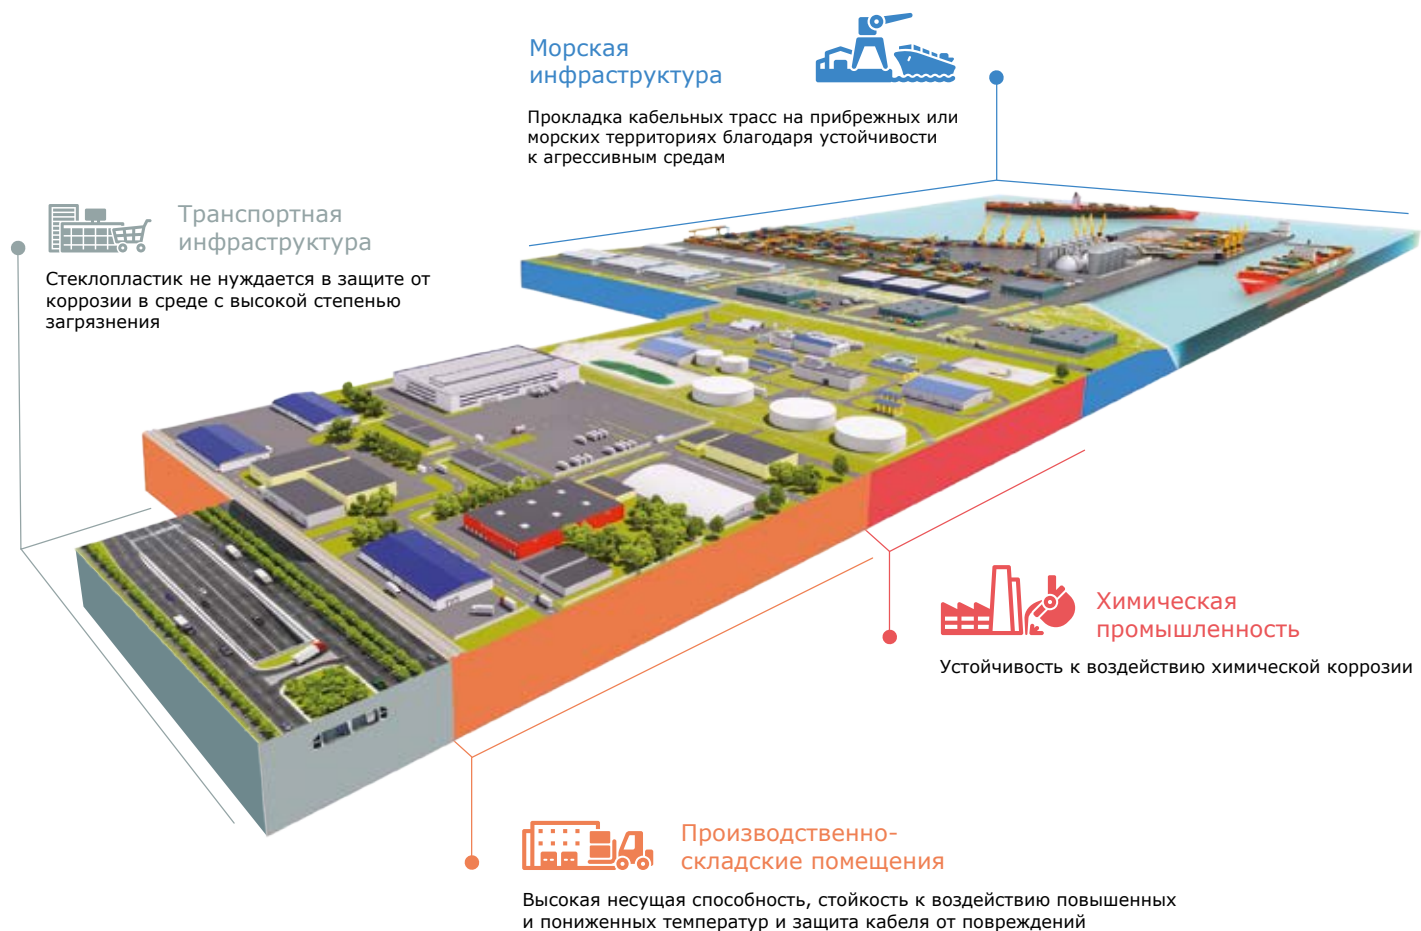 Морская
инфраструктура
Прокладка кабельных трасс на прибрежных или
морских территориях благодаря устойчивости
к агрессивным средам
Транспортная
инфраструктура
Стеклопластик не нуждается в защите от
коррозии в среде с высокой степенью
загрязнения
Химическая
промышленность
Устойчивость к воздействию химической коррозии
Производственно-
складские помещения
Высокая несущая способность, стойкость к воздействию повышенных
и пониженных температур и защита кабеля от повреждений